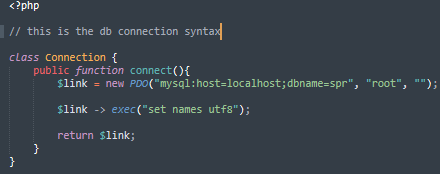 <?php
// this is the db connection syntax
class Connection {
public function connect(){
$link = new PDO("mysql:host=localhost;dbname=spr", "root", "");
$link -> exec("set names utf8");
return $link;
}
}